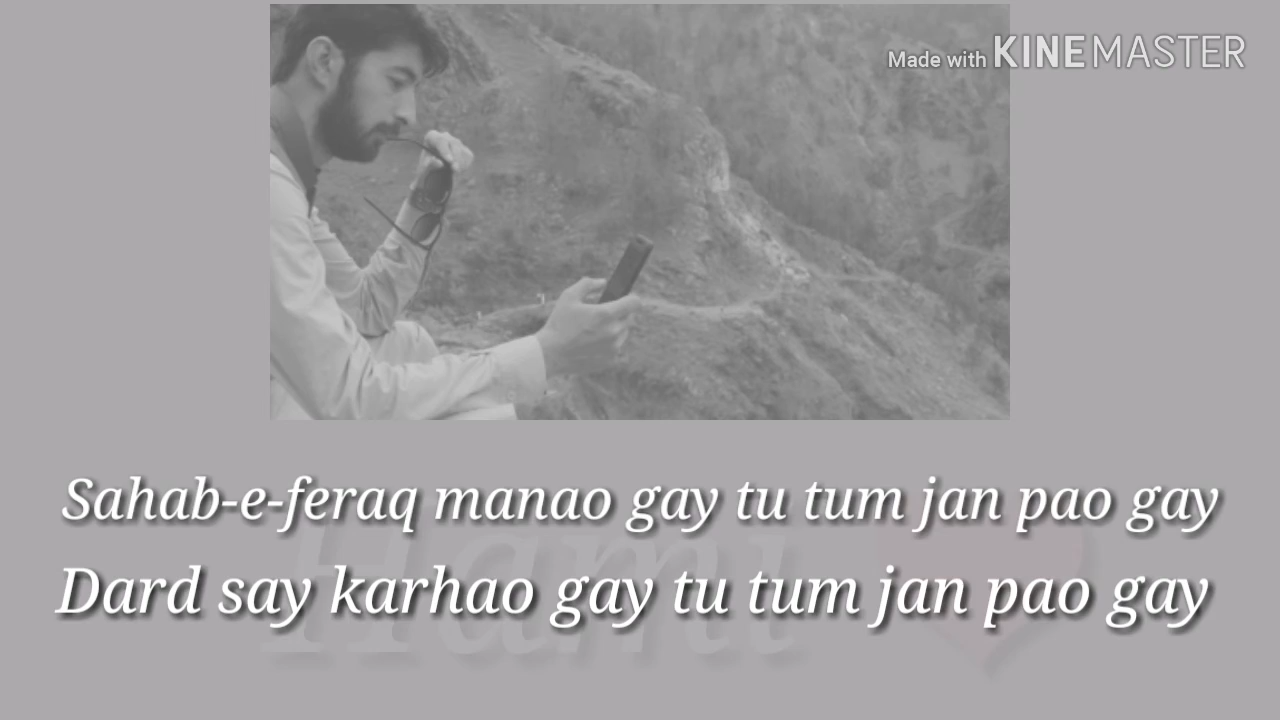 Made with KINEMASTER
Sahab-e-feraq manao gay tu tum jan pao gay
Hami
Dard say karhao gay tu tum jan pao gay